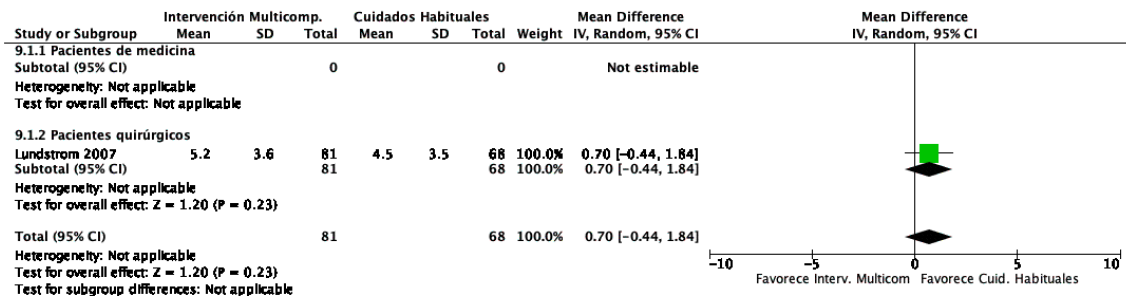 Intervención Multicomp. Cuidados Habituales Mean Difference Mean Difference
Study or Subgroup Mean SD Total Mean SD Total Weight IV, Random, 95% CI IV, Random, 95% CI
9.1.1 Pacientes de medicina
Subtotal (95% CI) 0 0 Not estimable
Heterogeneity: Not applicable
Test for overall effect: Not applicable
9.1.2 Pacientes quirúrgicos
Lundstrom 2007 5.2 3.6 81 4.5 3.5 68 100.0% 0.70 [-0.44, 1.84]
Subtotal (95% CI) 81 68 100.0% 0.70 [-0.44, 1.84]
Heterogeneity: Not applicable
Test for overall effect: Z = 1.20 (P = 0.23)
Total (95% CI) 81 68 100.0% 0.70 [-0.44, 1.84]
Heterogeneity: Not applicable
Test for overall effect: Z = 1.20 (P = 0.23)
Test for subgroup differences: Not applicable
-10 -5 0 5 10
Favorece Interv. Multicom Favorece Cuid. Habituales